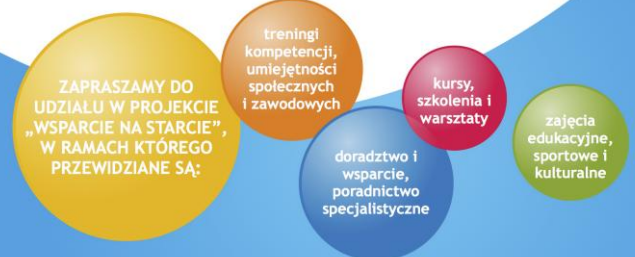 ZAPRASZAMY DO
UDZIAŁU W PROJEKCIE
„WSPARCIE NA STARCIE”,
W RAMACH KTÓREGO
PRZEWIDZIANE SĄ:
treningi
kompetencji,
umiejętności
społecznych
i zawodowych
doradztwo i
wsparcie,
poradnictwo
specjalistyczne
kursy,
szkolenia i
warsztaty
zajęcia
edukacyjne,
sportowe i
kulturalne